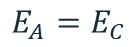 E_A = E_C